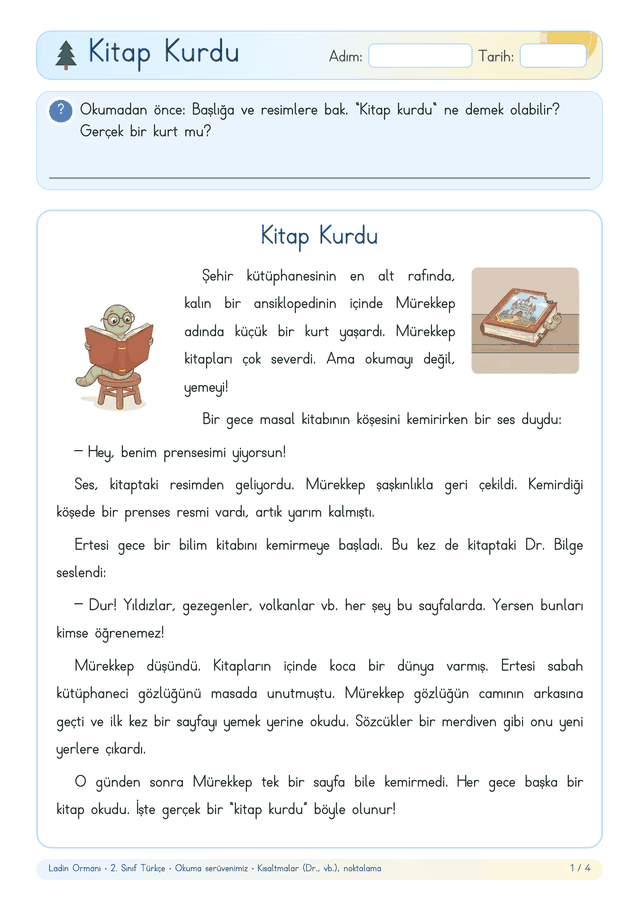 Kitap Kurdu
Adım:
Tarih:
?
Okumadan önce: Başlığa ve resimlere bak. "Kitap kurdu" ne demek olabilir?
Gerçek bir kurt mu?
Kitap Kurdu
Şehir kütüphanesinin en alt rafında,
kalın bir ansiklopedinin içinde Mürekkep
adında küçük bir kurt yaşardı. Mürekkep
kitapları çok severdi. Ama okumayı değil,
yemeyi!
Bir gece masal kitabının köşesini kemirirken bir ses duydu:
– Hey, benim prensesimi yiyorsun!
Ses, kitaptaki resimden geliyordu. Mürekkep şaşkınlıkla geri çekildi. Kemirdiği
köşede bir prenses resmi vardı, artık yarım kalmıştı.
Ertesi gece bir bilim kitabını kemirmeye başladı. Bu kez de kitaptaki Dr. Bilge
seslendi:
– Dur! Yıldızlar, gezegenler, volkanlar vb. her şey bu sayfalarda. Yersen bunları
kimse öğrenemez!
Mürekkep düşündü. Kitapların içinde koca bir dünya varmış. Ertesi sabah
kütüphaneci gözlüğünü masada unutmuştu. Mürekkep gözlüğün camının arkasına
geçti ve ilk kez bir sayfayı yemek yerine okudu. Sözcükler bir merdiven gibi onu yeni
yerlere çıkardı.
O günden sonra Mürekkep tek bir sayfa bile kemirmedi. Her gece başka bir
kitap okudu. İşte gerçek bir "kitap kurdu" böyle olunur!
Ladin Ormanı • 2. Sınıf Türkçe • Okuma serüvenimiz • Kısaltmalar (Dr., vb.), noktalama
1 / 4